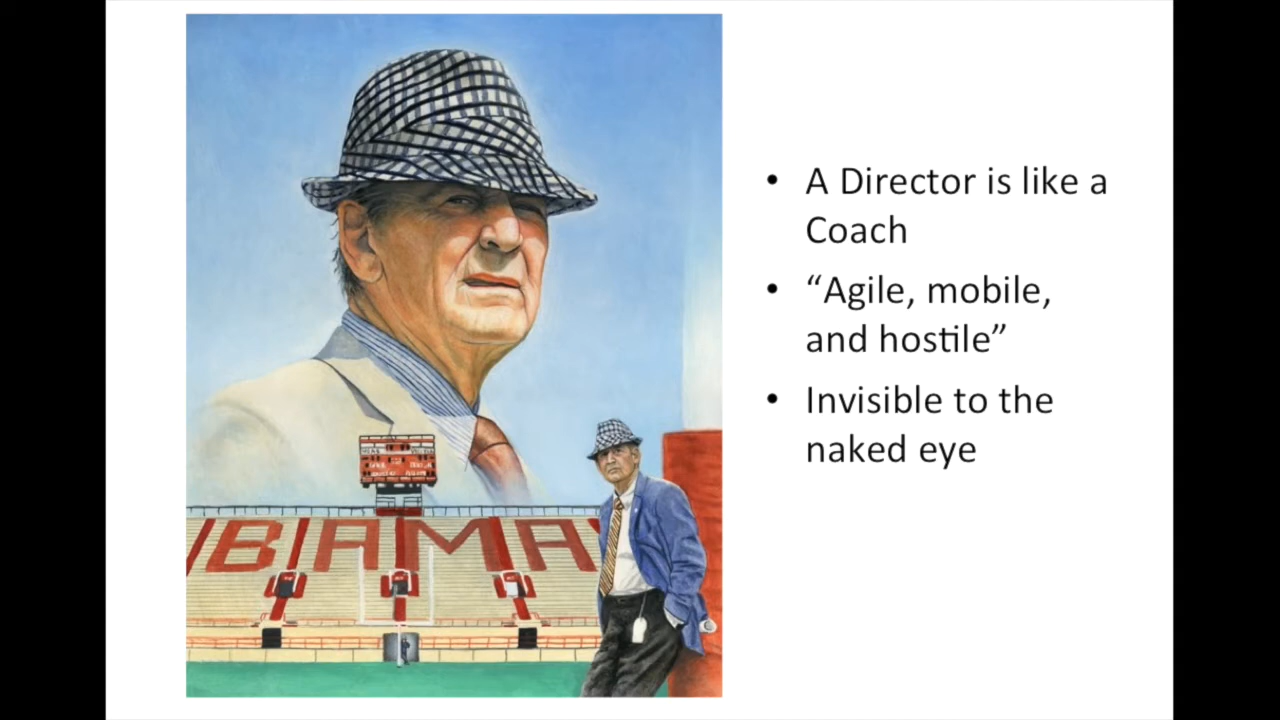 • A Director is like a
Coach
• “Agile, mobile,
and hostile”
• Invisible to the
naked eye
BAMA